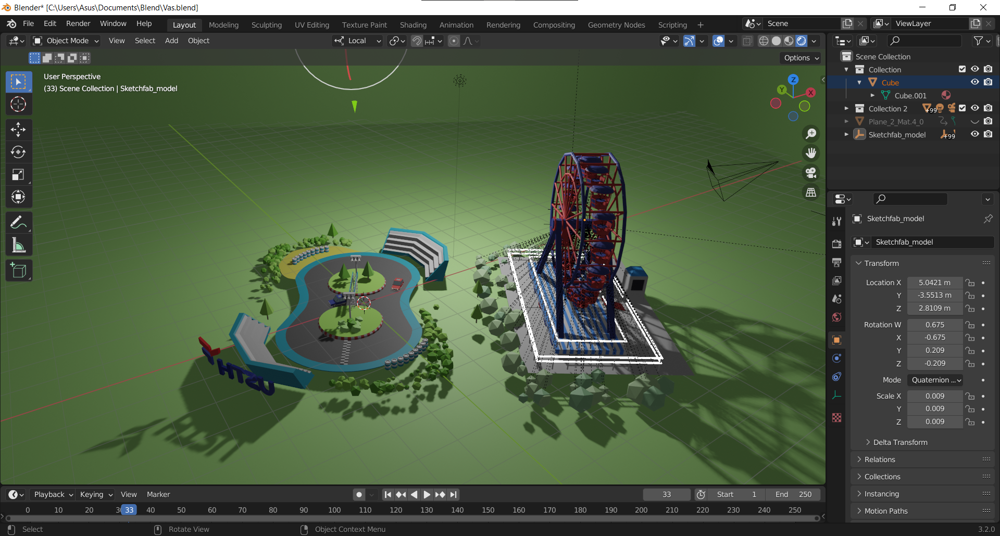 Blender* [C:\Users\Asus\Documents\Blend\Vas.blend]
File Edit Render Window Help
Layout Modeling Sculpting UV Editing Texture Paint Shading Animation Rendering Compositing Geometry Nodes Scripting +
Scene
ViewLayer
Object Mode View Select Add Object
Local
Options
User Perspective
(33) Scene Collection | Sketchfab_model
Z
Y
X
USTH
Scene Collection
Collection
Cube
Cube.001
Collection 2 +99
Plane_2_Mat.4_0
Sketchfab_model +99
Sketchfab_model
Sketchfab_model
Transform
Location X 5.0421 m
Y -3.5513 m
Z 2.8109 m
Rotation W 0.675
X -0.675
Y 0.209
Z -0.209
Mode Quaternion ...
Scale X 0.009
Y 0.009
Z 0.009
Delta Transform
Relations
Collections
Instancing
Motion Paths
Playback Keying View Marker
33 Start 1 End 250
0 10 20 30 33 40 50 60 70 80 90 100 110 120 130 140 150 160 170 180 190 200 210 220 230 240 250
Select Rotate View Object Context Menu
3.2.0